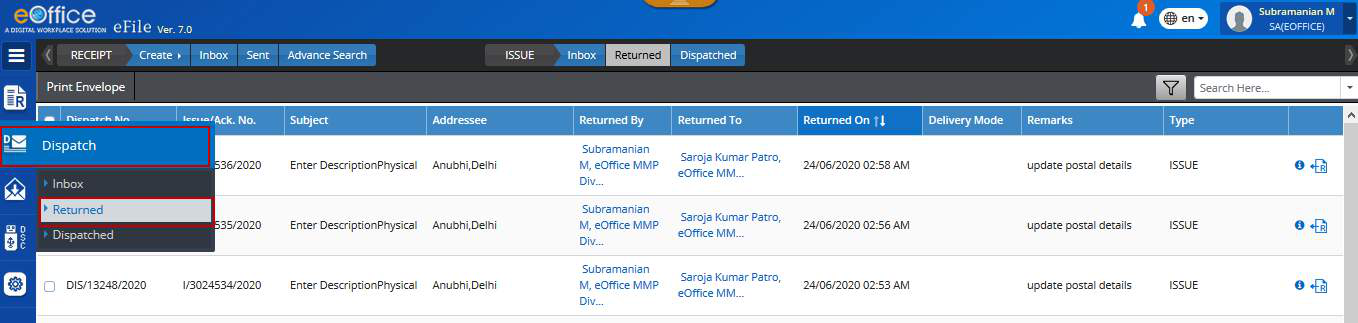 eOffice
A DIGITAL WORKPLACE SOLUTION
eFile Ver. 7.0
1
en
Subramanian M
SA(EOFFICE)
RECEIPT Create Inbox Sent Advance Search ISSUE Inbox Returned Dispatched
Print Envelope
Search Here...
Dispatch No. Issue/Ack. No. Subject Addressee Returned By Returned To Returned On Delivery Mode Remarks Type
Dispatch
Inbox
Returned
Dispatched
536/2020 Enter DescriptionPhysical Anubhi,Delhi
Subramanian
M, eOffice MMP
Div...
Saroja Kumar Patro,
eOffice MM...
24/06/2020 02:58 AM update postal details ISSUE
535/2020 Enter DescriptionPhysical Anubhi,Delhi
Subramanian
M, eOffice MMP
Div...
Saroja Kumar Patro,
eOffice MM...
24/06/2020 02:56 AM update postal details ISSUE
DIS/13248/2020 I/3024534/2020 Enter DescriptionPhysical Anubhi,Delhi
Subramanian
M, eOffice MMP
Div...
Saroja Kumar Patro,
eOffice MM...
24/06/2020 02:53 AM update postal details ISSUE
R
D
DSC